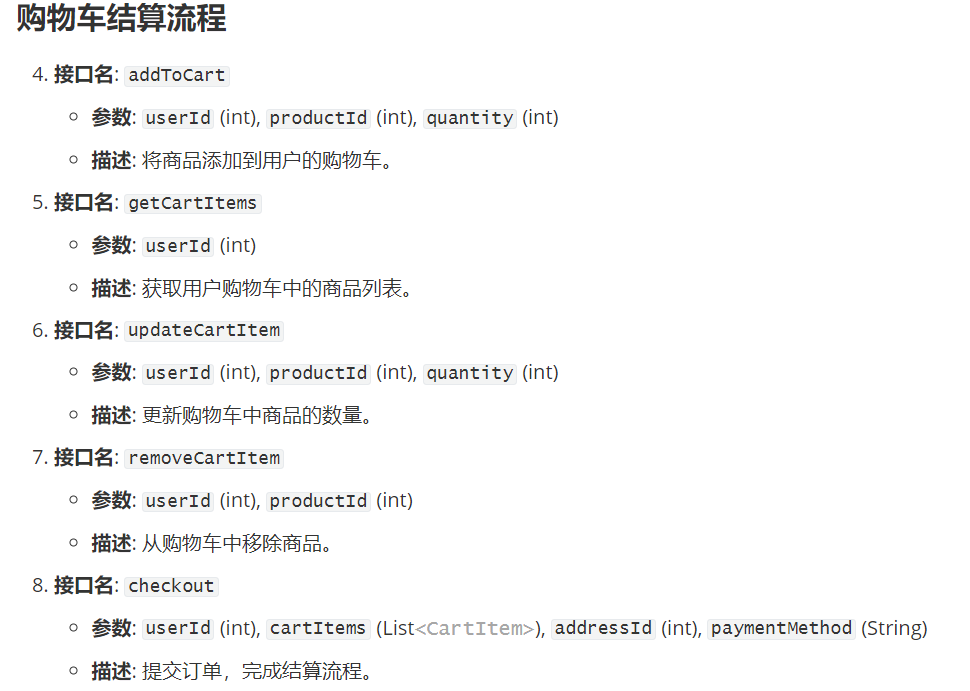 购物车结算流程
4. 接口名: addToCart
参数: userId (int), productId (int), quantity (int)
描述: 将商品添加到用户的购物车。
5. 接口名: getCartItems
参数: userId (int)
描述: 获取用户购物车中的商品列表。
6. 接口名: updateCartItem
参数: userId (int), productId (int), quantity (int)
描述: 更新购物车中商品的数量。
7. 接口名: removeCartItem
参数: userId (int), productId (int)
描述: 从购物车中移除商品。
8. 接口名: checkout
参数: userId (int), cartItems (List<CartItem>), addressId (int), paymentMethod (String)
描述: 提交订单，完成结算流程。